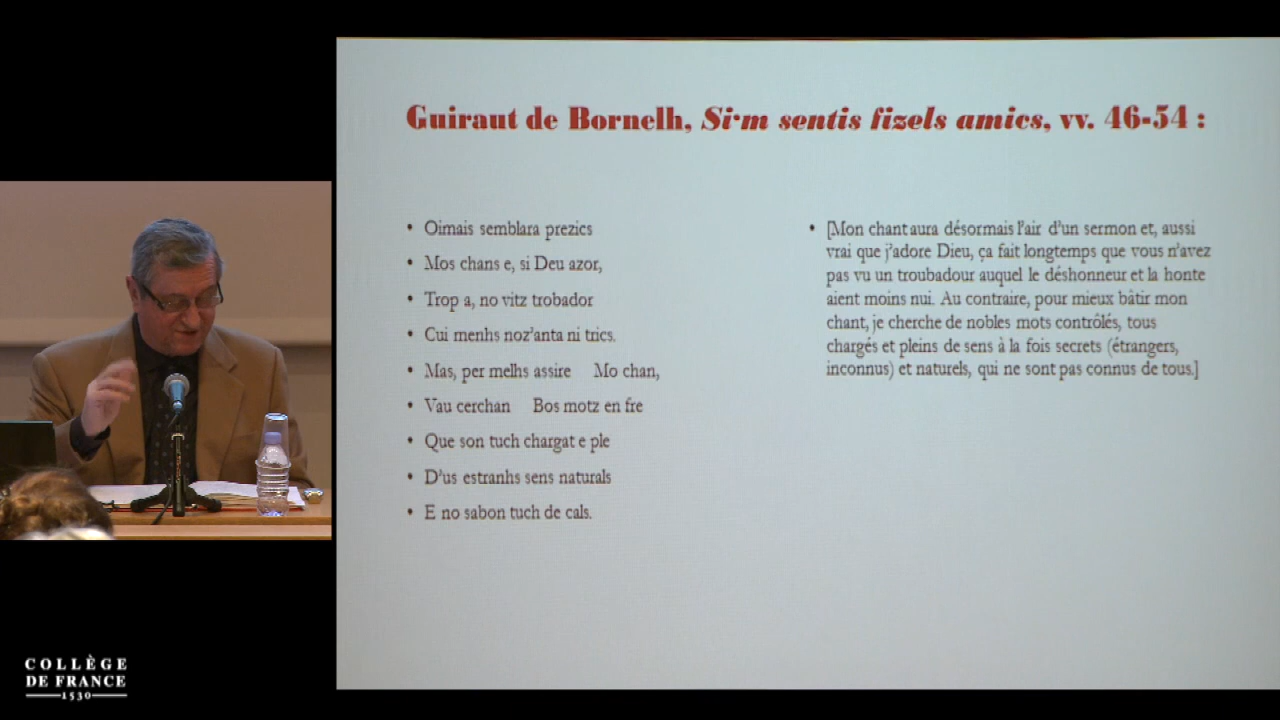 Guiraut de Bornelh, Si·m sentis fizels amics, vv. 46-54 :
• Oimais semblara prezics
• Mos chans e, si Deu azor,
• Trop a, no vitz trobador
• Cui menhs noz'anta ni trics.
• Mas, per melhs assire Mo chan,
• Vau cerchan Bos motz en fre
• Que son tuch chargat e ple
• D'us estranhs sens naturals
• E no sabon tuch de cals.
• [Mon chant aura désormais l'air d'un sermon et, aussi
vrai que j'adore Dieu, ça fait longtemps que vous n'avez
pas vu un troubadour auquel le déshonneur et la honte
aient moins nui. Au contraire, pour mieux bâtir mon
chant, je cherche de nobles mots contrôlés, tous
chargés et pleins de sens à la fois secrets (étrangers,
inconnus) et naturels, qui ne sont pas connus de tous.]
COLLÈGE
DE FRANCE
1530